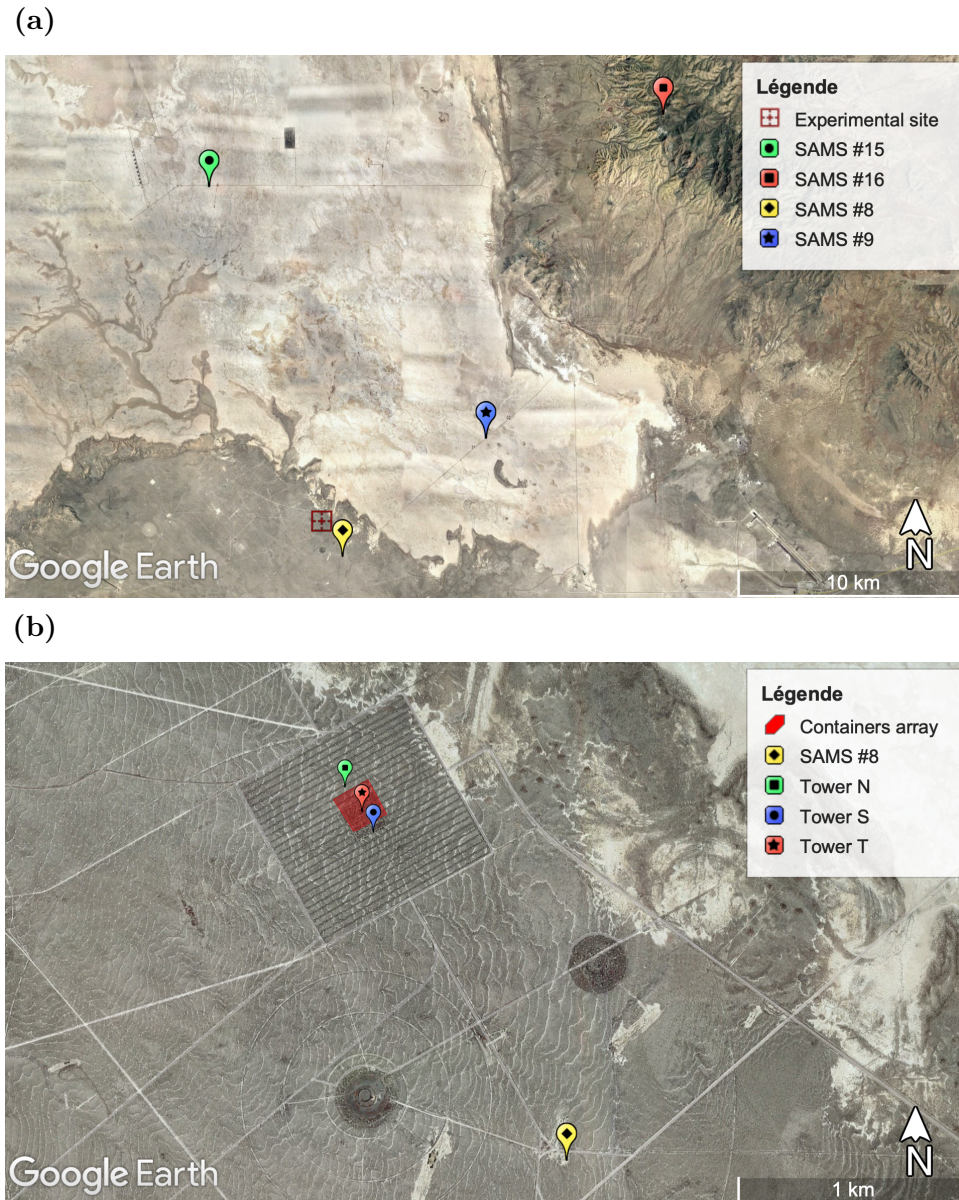 (a)
Légende
Experimental site
SAMS #15
SAMS #16
SAMS #8
SAMS #9
N
Google Earth
10 km
(b)
Légende
Containers array
SAMS #8
Tower N
Tower S
Tower T
N
Google Earth
1 km